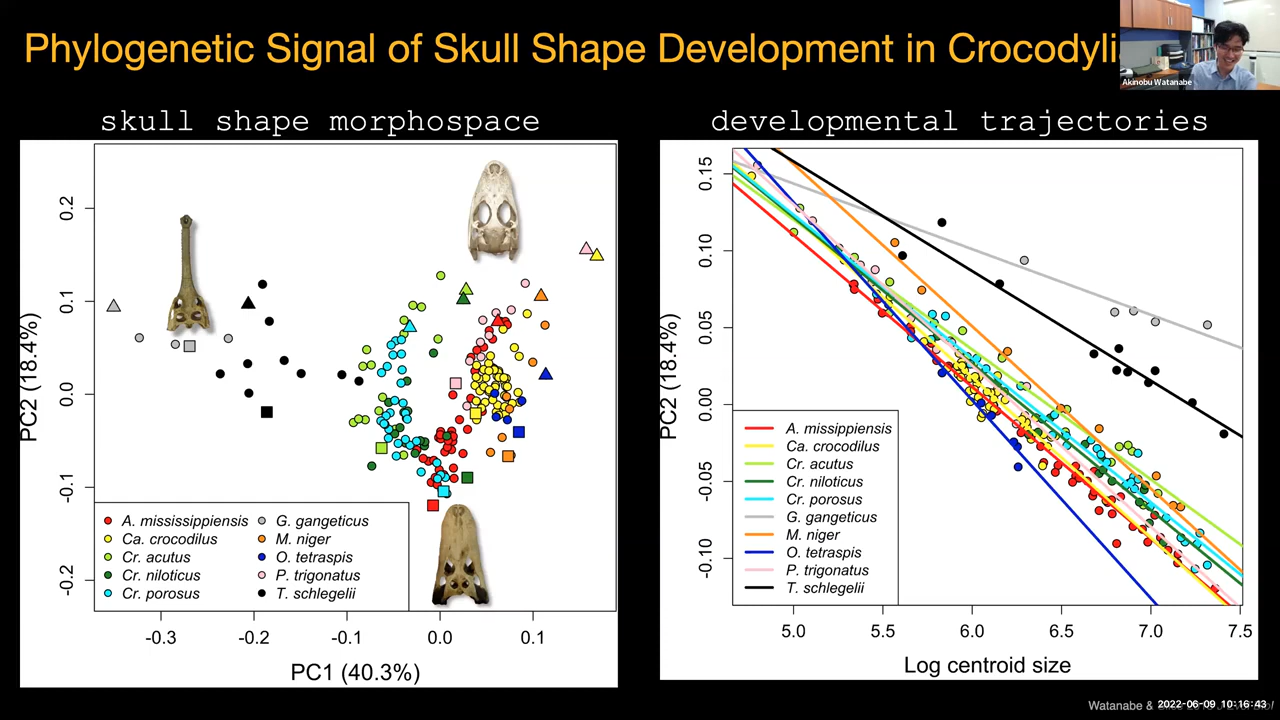 Phylogenetic Signal of Skull Shape Development in Crocodyli
Akinobu Watanabe
skull shape morphospace
developmental trajectories
PC2 (18.4%)
0.2
0.1
0.0
-0.1
-0.2
A. mississippiensis
Ca. crocodilus
Cr. acutus
Cr. niloticus
Cr. porosus
G. gangeticus
M. niger
O. tetraspis
P. trigonatus
T. schlegelii
-0.3
-0.2
-0.1
0.0
0.1
PC1 (40.3%)
PC2 (18.4%)
0.15
0.10
0.05
0.00
-0.05
-0.10
A. missippiensis
Ca. crocodilus
Cr. acutus
Cr. niloticus
Cr. porosus
G. gangeticus
M. niger
O. tetraspis
P. trigonatus
T. schlegelii
5.0
5.5
6.0
6.5
7.0
7.5
Log centroid size
Watanabe &
2022-06-09 10:16:43